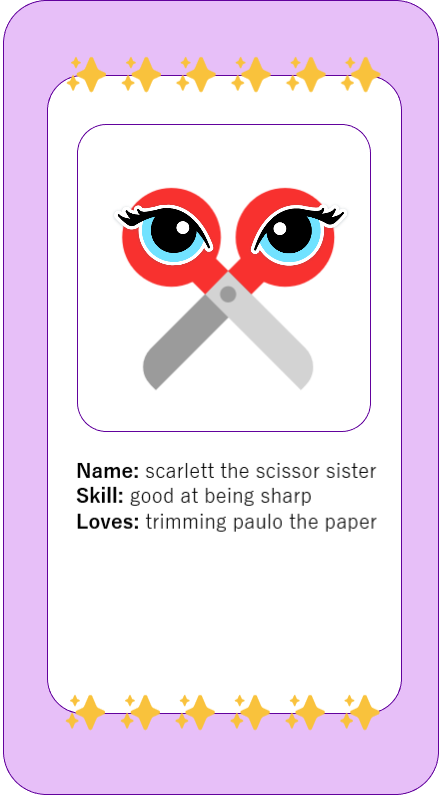 Name: scarlett the scissor sister
Skill: good at being sharp
Loves: trimming paulo the paper